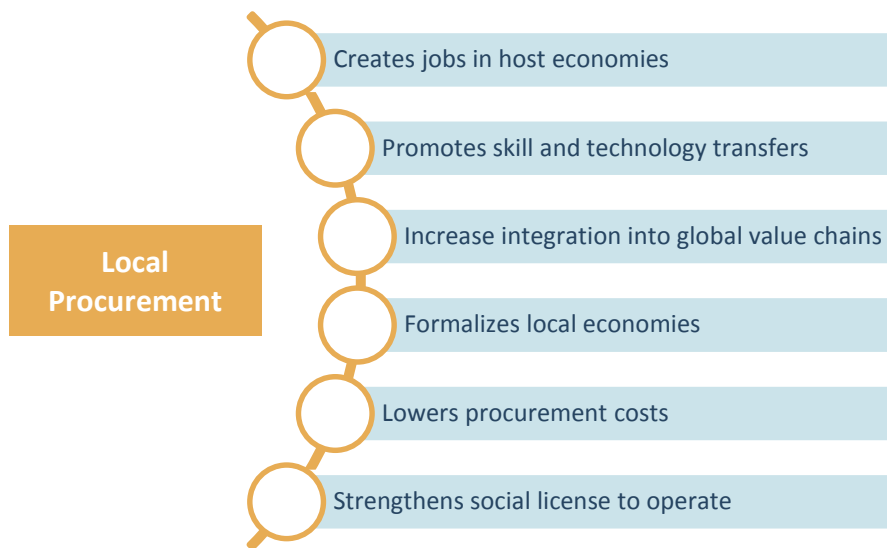 Creates jobs in host economies
Promotes skill and technology transfers
Increase integration into global value chains
Local
Procurement
Formalizes local economies
Lowers procurement costs
Strengthens social license to operate